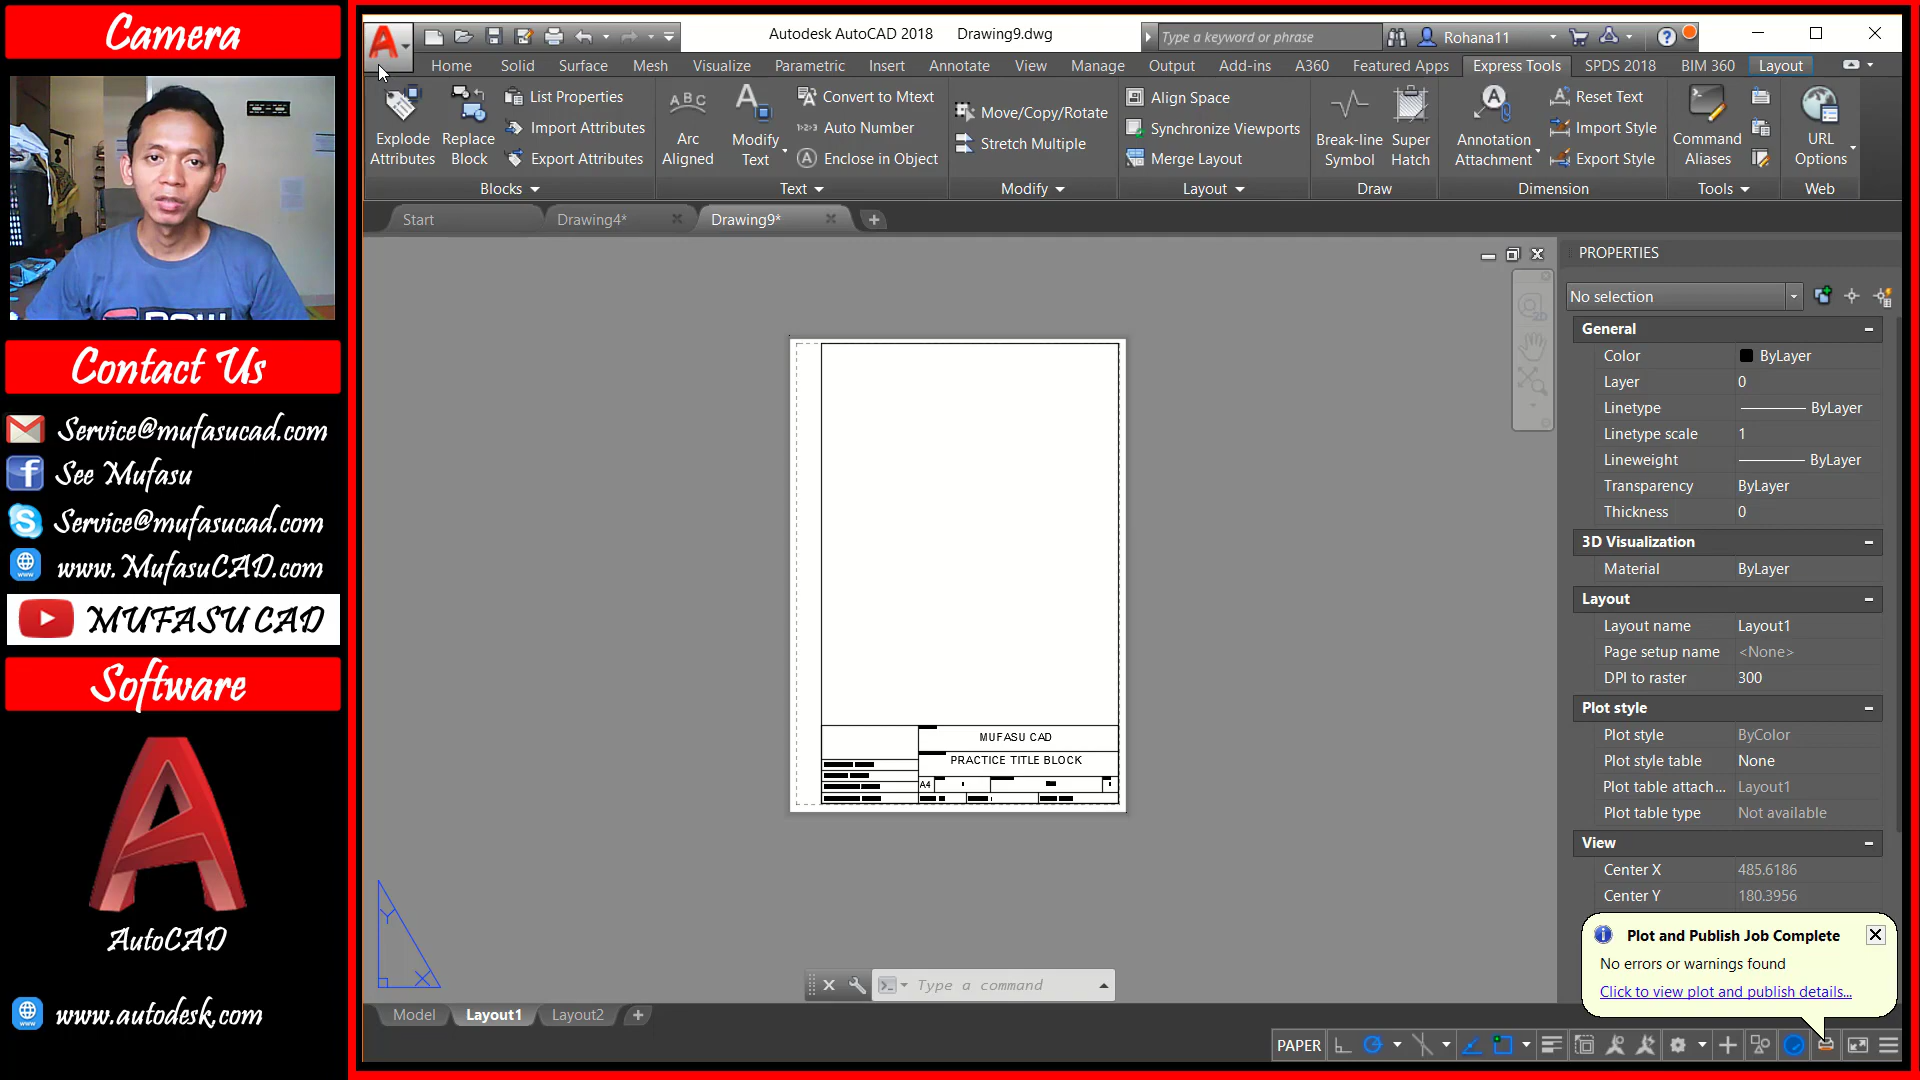 Camera
Contact Us
Service@mufasucad.com
See Mufasu
Service@mufasucad.com
www.MufasuCAD.com
MUFASU CAD
Software
AutoCAD
www.autodesk.com
Autodesk AutoCAD 2018 Drawing9.dwg
Type a keyword or phrase
Rohana11
Home Solid Surface Mesh Visualize Parametric Insert Annotate View Manage Output Add-ins A360 Featured Apps Express Tools SPDS 2018 BIM 360 Layout
Explode Attributes
Replace Block
List Properties
Import Attributes
Export Attributes
Blocks
ABC
Arc Aligned
Modify Text
Convert to Mtext
Auto Number
Enclose in Object
Text
Move/Copy/Rotate
Stretch Multiple
Modify
Align Space
Synchronize Viewports
Merge Layout
Layout
Break-line Symbol
Super Hatch
Draw
Annotation Attachment
Reset Text
Import Style
Export Style
Dimension
Command Aliases
Tools
URL Options
Web
Start Drawing4* Drawing9*
MUFASU CAD
PRACTICE TITLE BLOCK
A4
Y
X
Type a command
Model Layout1 Layout2
PAPER
PROPERTIES
No selection
General
Color ByLayer
Layer 0
Linetype ByLayer
Linetype scale 1
Lineweight ByLayer
Transparency ByLayer
Thickness 0
3D Visualization
Material ByLayer
Layout
Layout name Layout1
Page setup name <None>
DPI to raster 300
Plot style
Plot style ByColor
Plot style table None
Plot table attach... Layout1
Plot table type Not available
View
Center X 485.6186
Center Y 180.3956
Plot and Publish Job Complete
No errors or warnings found
Click to view plot and publish details...